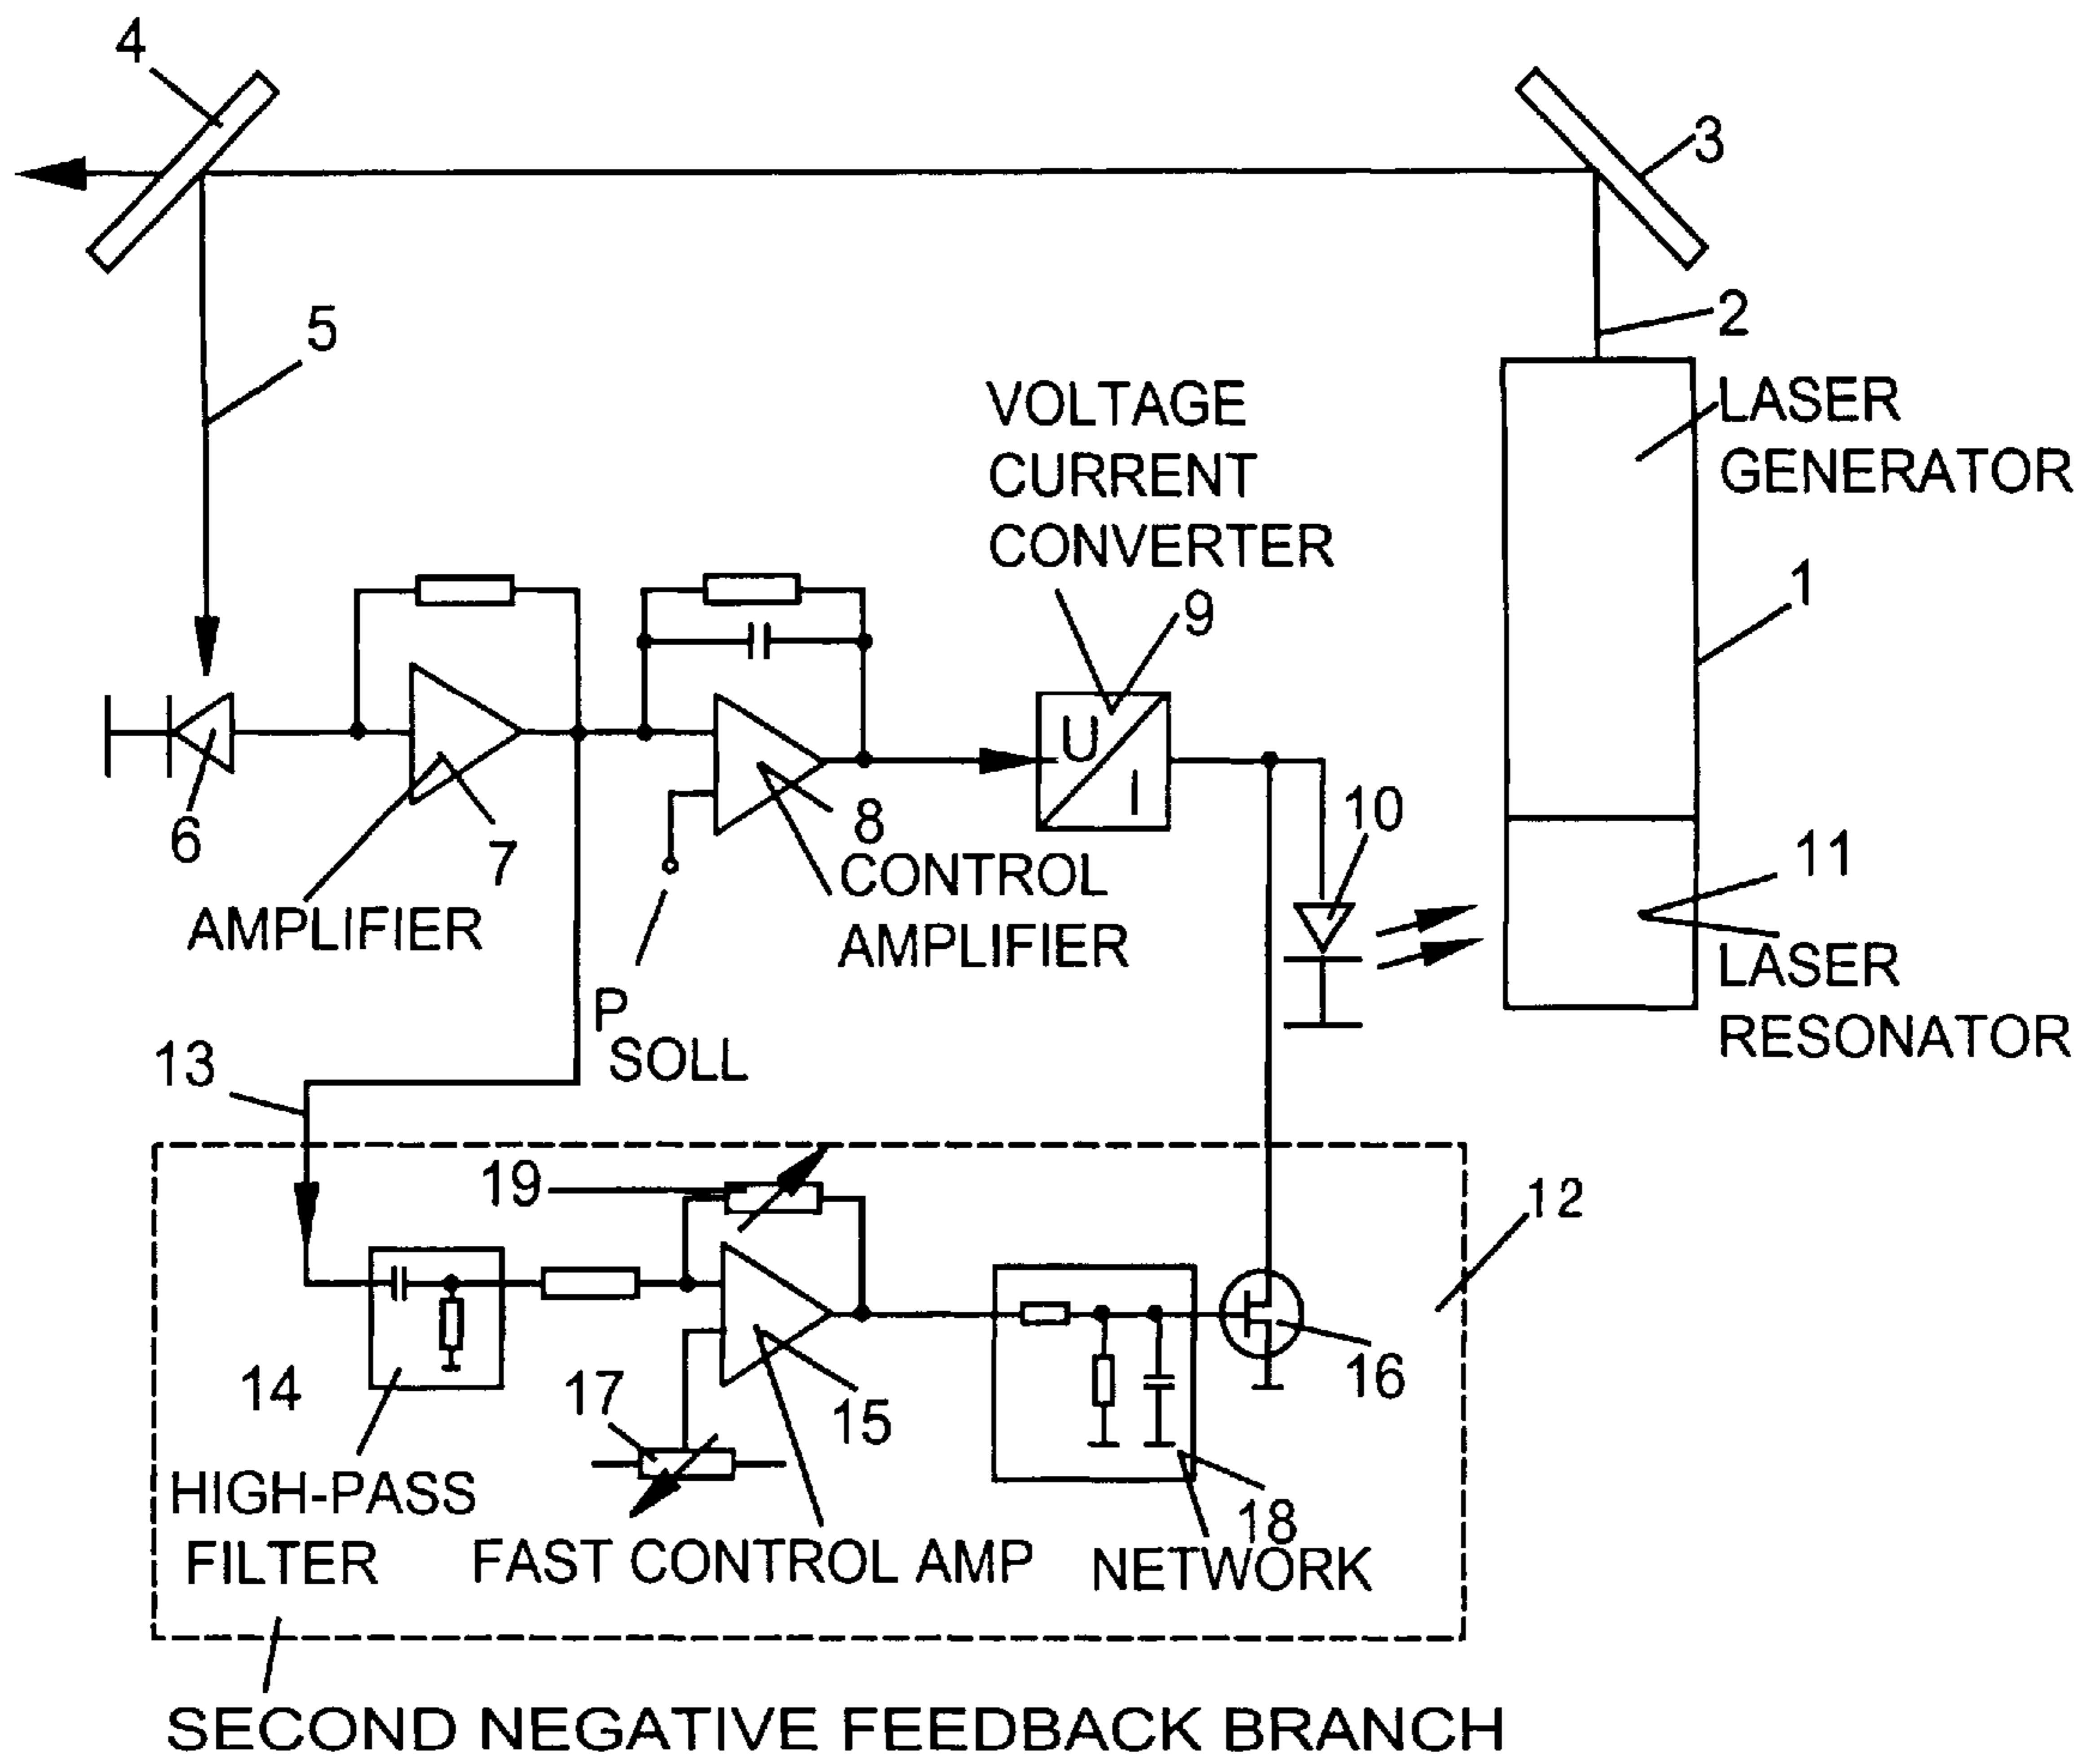 4
3
5
2
VOLTAGE
CURRENT
CONVERTER
LASER
GENERATOR
9
1
U
I
6
7
8
10
11
AMPLIFIER
CONTROL
AMPLIFIER
LASER
RESONATOR
P
SOLL
13
19
12
14
17
15
16
HIGH-PASS
FILTER
18
FAST CONTROL AMP
NETWORK
SECOND NEGATIVE FEEDBACK BRANCH